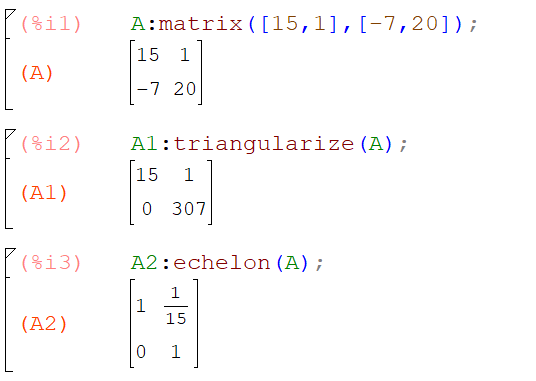 (%i1) A:matrix([15,1],[−7,20]);
(A)
15 1
−7 20
(%i2) A1:triangularize(A);
(A1)
15 1
0 307
(%i3) A2:echelon(A);
(A2)
1 1/15
0 1